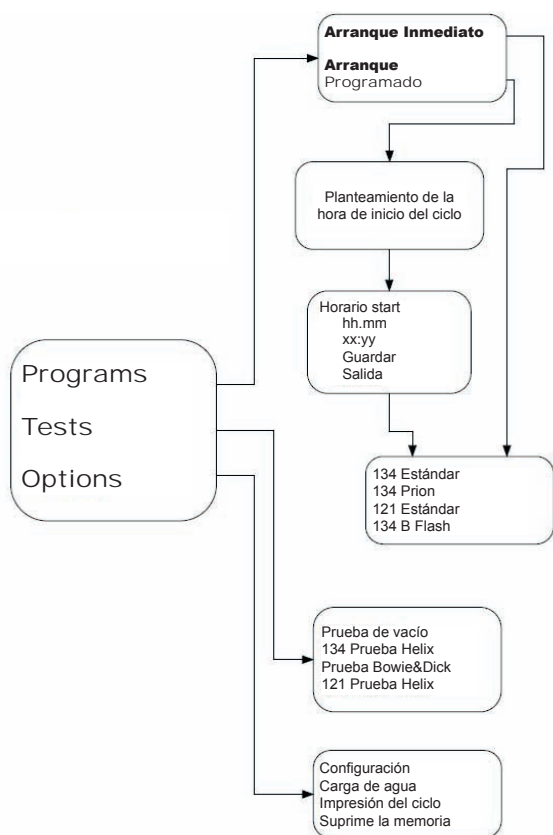 Arranque Inmediato
Arranque
Programado
Planteamiento de la
hora de inicio del ciclo
Horario start
hh.mm
xx:yy
Guardar
Salida
Programs
Tests
Options
134 Estándar
134 Prion
121 Estándar
134 B Flash
Prueba de vacío
134 Prueba Helix
Prueba Bowie&Dick
121 Prueba Helix
Configuración
Carga de agua
Impresión del ciclo
Suprime la memoria